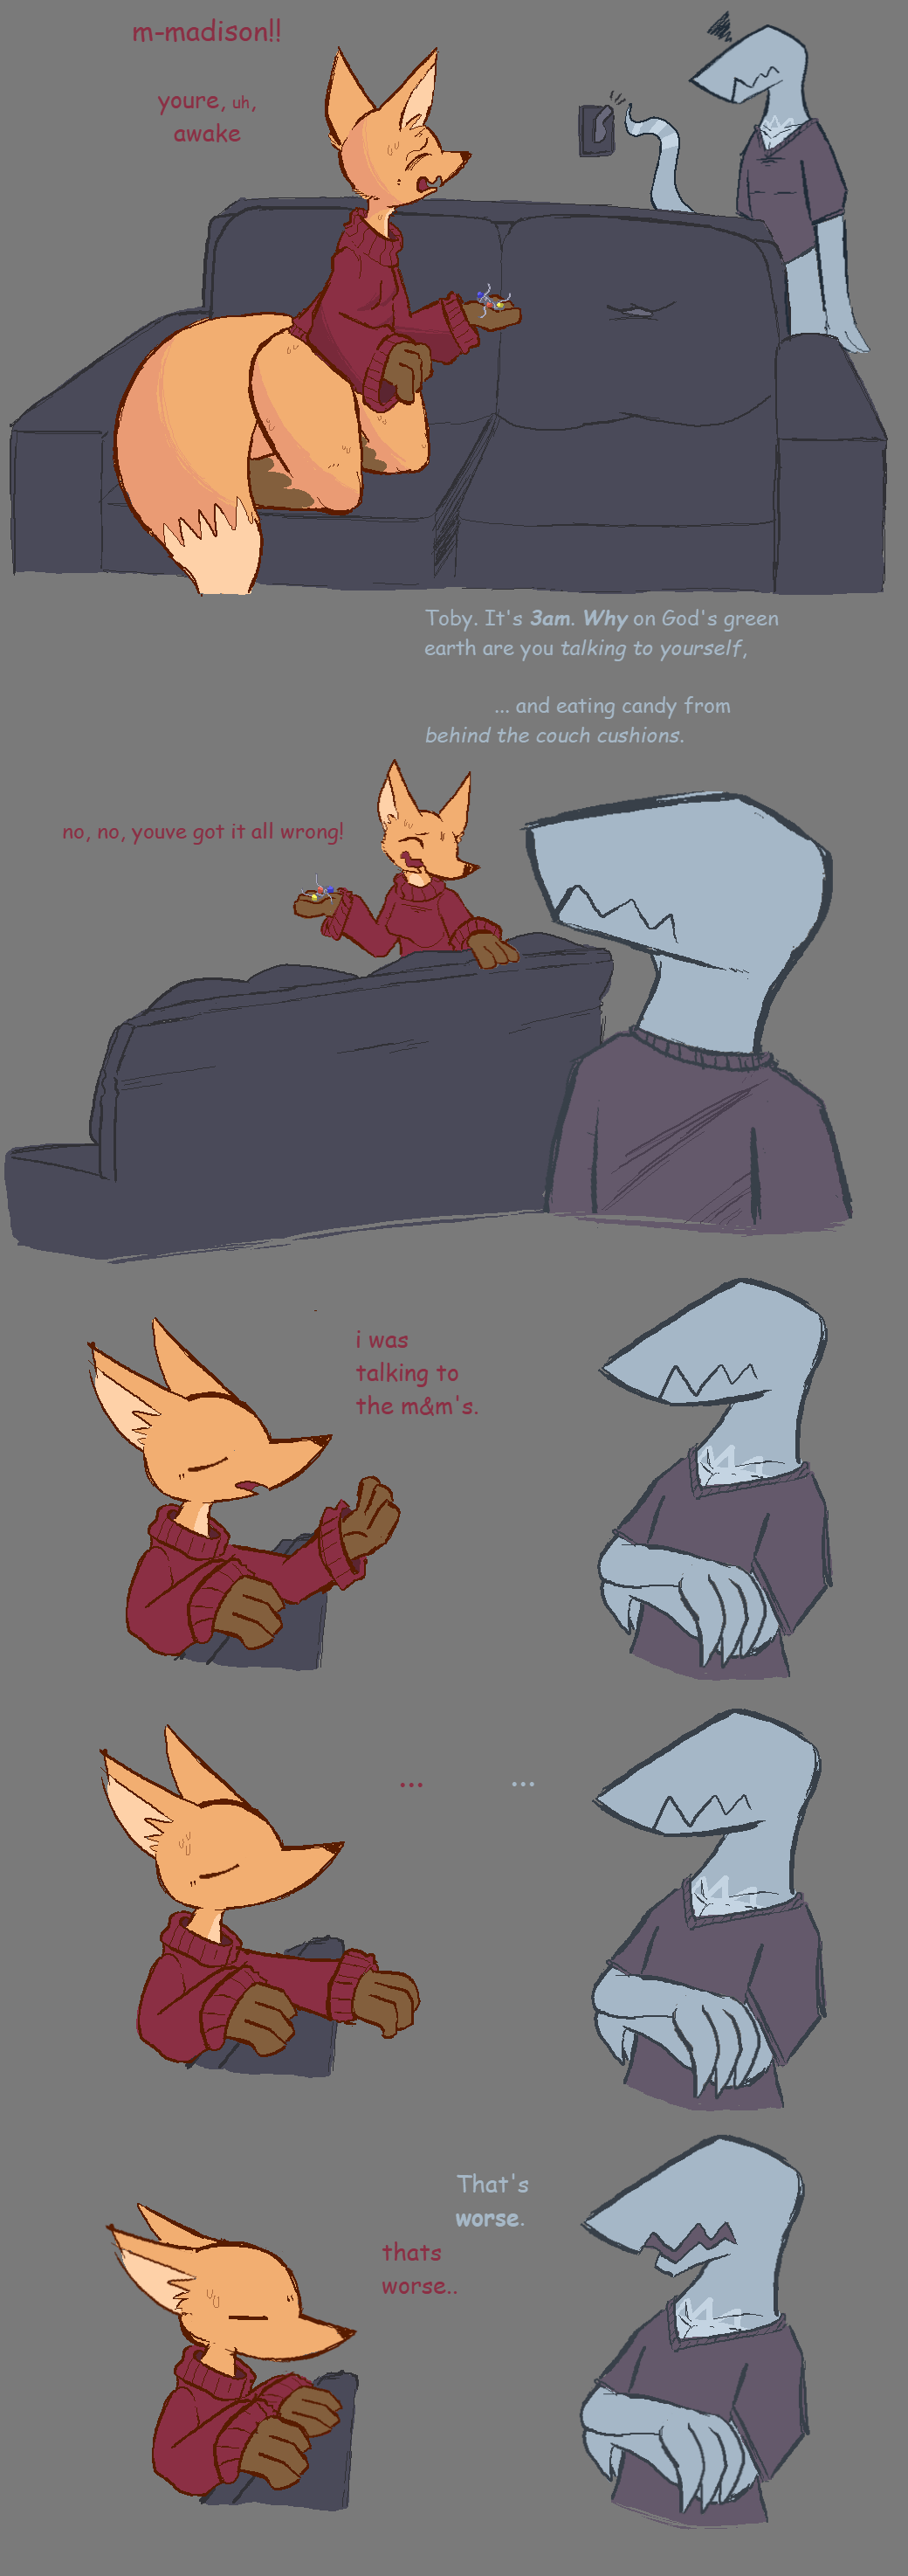 m-madison!!
youre, uh,
awake
Toby. It's 3am. Why on God's green
earth are you talking to yourself,
... and eating candy from
behind the couch cushions.
no, no, youve got it all wrong!
i was
talking to
the m&m's.
... ...
That's
worse.
thats
worse..